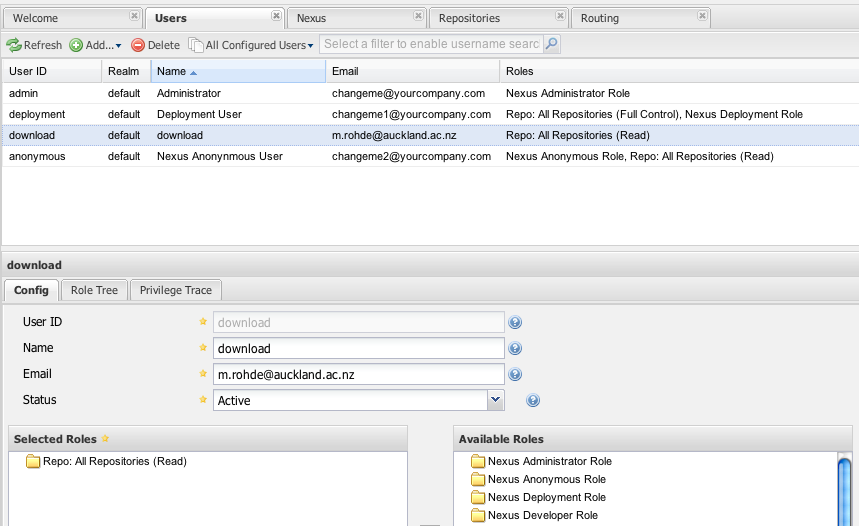 Welcome Users Nexus Repositories Routing
Refresh Add... Delete All Configured Users Select a filter to enable username searc
User ID Realm Name Email Roles
admin default Administrator changeme@yourcompany.com Nexus Administrator Role
deployment default Deployment User changeme1@yourcompany.com Repo: All Repositories (Full Control), Nexus Deployment Role
download default download m.rohde@auckland.ac.nz Repo: All Repositories (Read)
anonymous default Nexus Anonynmous User changeme2@yourcompany.com Nexus Anonymous Role, Repo: All Repositories (Read)
download
Config Role Tree Privilege Trace
User ID download
Name download
Email m.rohde@auckland.ac.nz
Status Active
Selected Roles Available Roles
Repo: All Repositories (Read) Nexus Administrator Role
Nexus Anonymous Role
Nexus Deployment Role
Nexus Developer Role